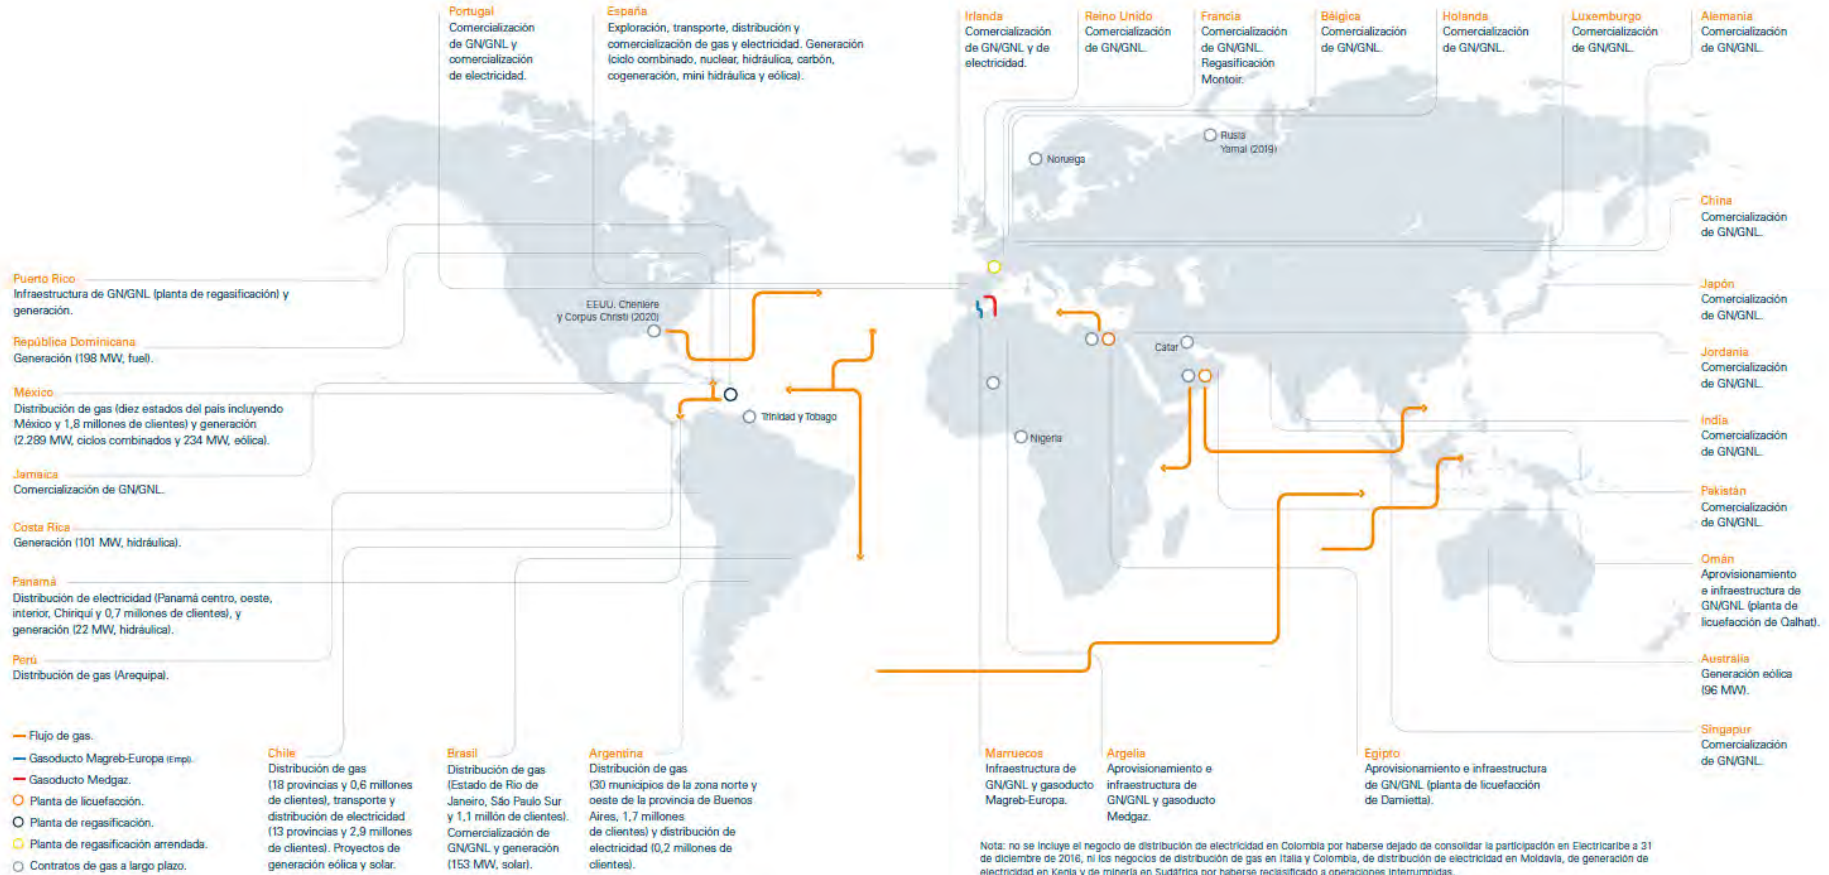 Portugal
Comercialización
de GN/GNL y
comercialización
de electricidad.
España
Exploración, transporte, distribución y
comercialización de gas y electricidad. Generación
(ciclo combinado, nuclear, hidráulica, carbón,
cogeneración, mini hidráulica y eólica).
Irlanda
Comercialización
de GN/GNL y de
electricidad.
Reino Unido
Comercialización
de GN/GNL.
Francia
Comercialización
de GN/GNL.
Regasificación
Montoir.
Bélgica
Comercialización
de GN/GNL.
Holanda
Comercialización
de GN/GNL.
Luxemburgo
Comercialización
de GN/GNL.
Alemania
Comercialización
de GN/GNL.
Rusia
Yamal (2019)
Noruega
China
Comercialización
de GN/GNL.
Puerto Rico
Infraestructura de GN/GNL (planta de regasificación) y
generación.
EEUU. Cheniere
y Corpus Christi (2020)
Japón
Comercialización
de GN/GNL.
República Dominicana
Generación (198 MW, fuel).
Catar
Jordania
Comercialización
de GN/GNL.
México
Distribución de gas (diez estados del país incluyendo
México y 1,8 millones de clientes) y generación
(2.289 MW, ciclos combinados y 234 MW, eólica).
Trinidad y Tobago
Nigeria
India
Comercialización
de GN/GNL.
Jamaica
Comercialización de GN/GNL.
Pakistán
Comercialización
de GN/GNL.
Costa Rica
Generación (101 MW, hidráulica).
Omán
Aprovisionamiento
e infraestructura de
GN/GNL (planta de
licuefacción de Qalhat).
Panamá
Distribución de electricidad (Panamá centro, oeste,
interior, Chiriquí y 0,7 millones de clientes), y
generación (22 MW, hidráulica).
Perú
Distribución de gas (Arequipa).
Australia
Generación eólica
(96 MW).
Singapur
Comercialización
de GN/GNL.
Flujo de gas.
Gasoducto Magreb-Europa (Empl).
Gasoducto Medgaz.
Planta de licuefacción.
Planta de regasificación.
Planta de regasificación arrendada.
Contratos de gas a largo plazo.
Chile
Distribución de gas
(18 provincias y 0,6 millones
de clientes), transporte y
distribución de electricidad
(13 provincias y 2,9 millones
de clientes). Proyectos de
generación eólica y solar.
Brasil
Distribución de gas
(Estado de Rio de
Janeiro, São Paulo Sur
y 1,1 millón de clientes).
Comercialización de
GN/GNL y generación
(153 MW, solar).
Argentina
Distribución de gas
(30 municipios de la zona norte y
oeste de la provincia de Buenos
Aires, 1,7 millones
de clientes) y distribución de
electricidad (0,2 millones de
clientes).
Marruecos
Infraestructura de
GN/GNL y gasoducto
Magreb-Europa.
Argelia
Aprovisionamiento e
infraestructura de
GN/GNL y gasoducto
Medgaz.
Egipto
Aprovisionamiento e infraestructura
de GN/GNL (planta de licuefacción
de Damietta).
Nota: no se incluye el negocio de distribución de electricidad en Colombia por haberse dejado de consolidar la participación en Electricaribe a 31
de diciembre de 2016, ni los negocios de distribución de gas en Italia y Colombia, de distribución de electricidad en Moldavia, de generación de
electricidad en Kenia y de minería en Sudáfrica por haberse reclasificado a operaciones interrumpidas.